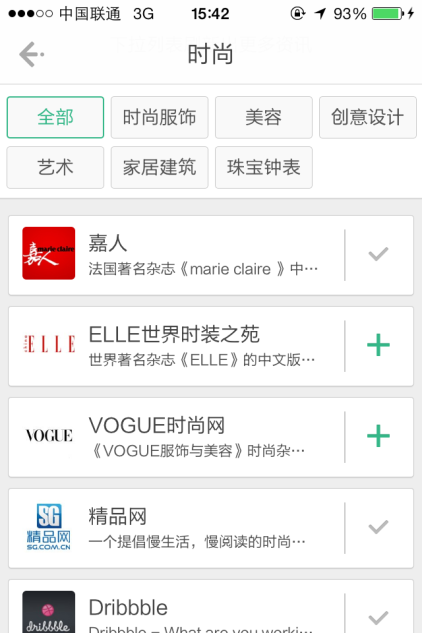 中国联通 3G 15:42 93%
时尚
全部 时尚服饰 美容 创意设计
艺术 家居建筑 珠宝钟表
嘉人 marie claire
嘉人
法国著名杂志《marie claire 》中…
ELLE
ELLE世界时装之苑
世界著名杂志《ELLE》的中文版…
VOGUE
VOGUE时尚网
《VOGUE服饰与美容》时尚杂…
SG
精品网
SG.COM.CN
精品网
一个提倡慢生活，慢阅读的时尚…
dribbble
Dribbble
Dribbble – What are you worki…